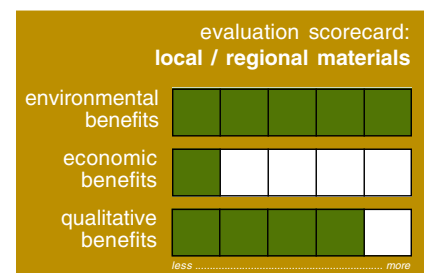 evaluation scorecard:
local / regional materials
environmental
benefits
economic
benefits
qualitative
benefits
less ................................................................ more